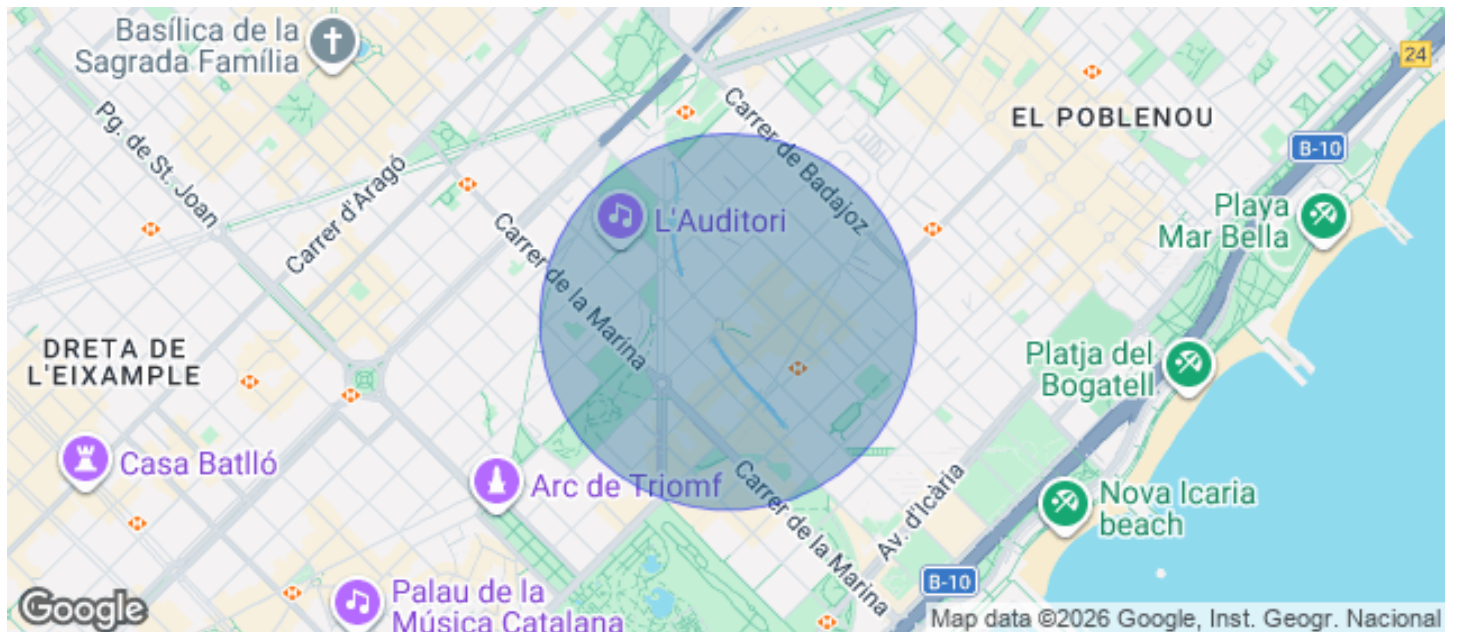 Basílica de la
Sagrada Família
24
Carrer de Badajoz
EL POBLENOU
Pg. de St. Joan
B-10
Carrer d'Aragó
L'Auditori
Playa
Mar Bella
Carrer de la Marina
DRETA DE
L'EIXAMPLE
Platja del
Bogatell
Casa Batlló
Arc de Triomf
Carrer de la Marina
Av. d'Icària
Nova Icaria
beach
B-10
Palau de la
Música Catalana
Google
Map data ©2026 Google, Inst. Geogr. Nacional